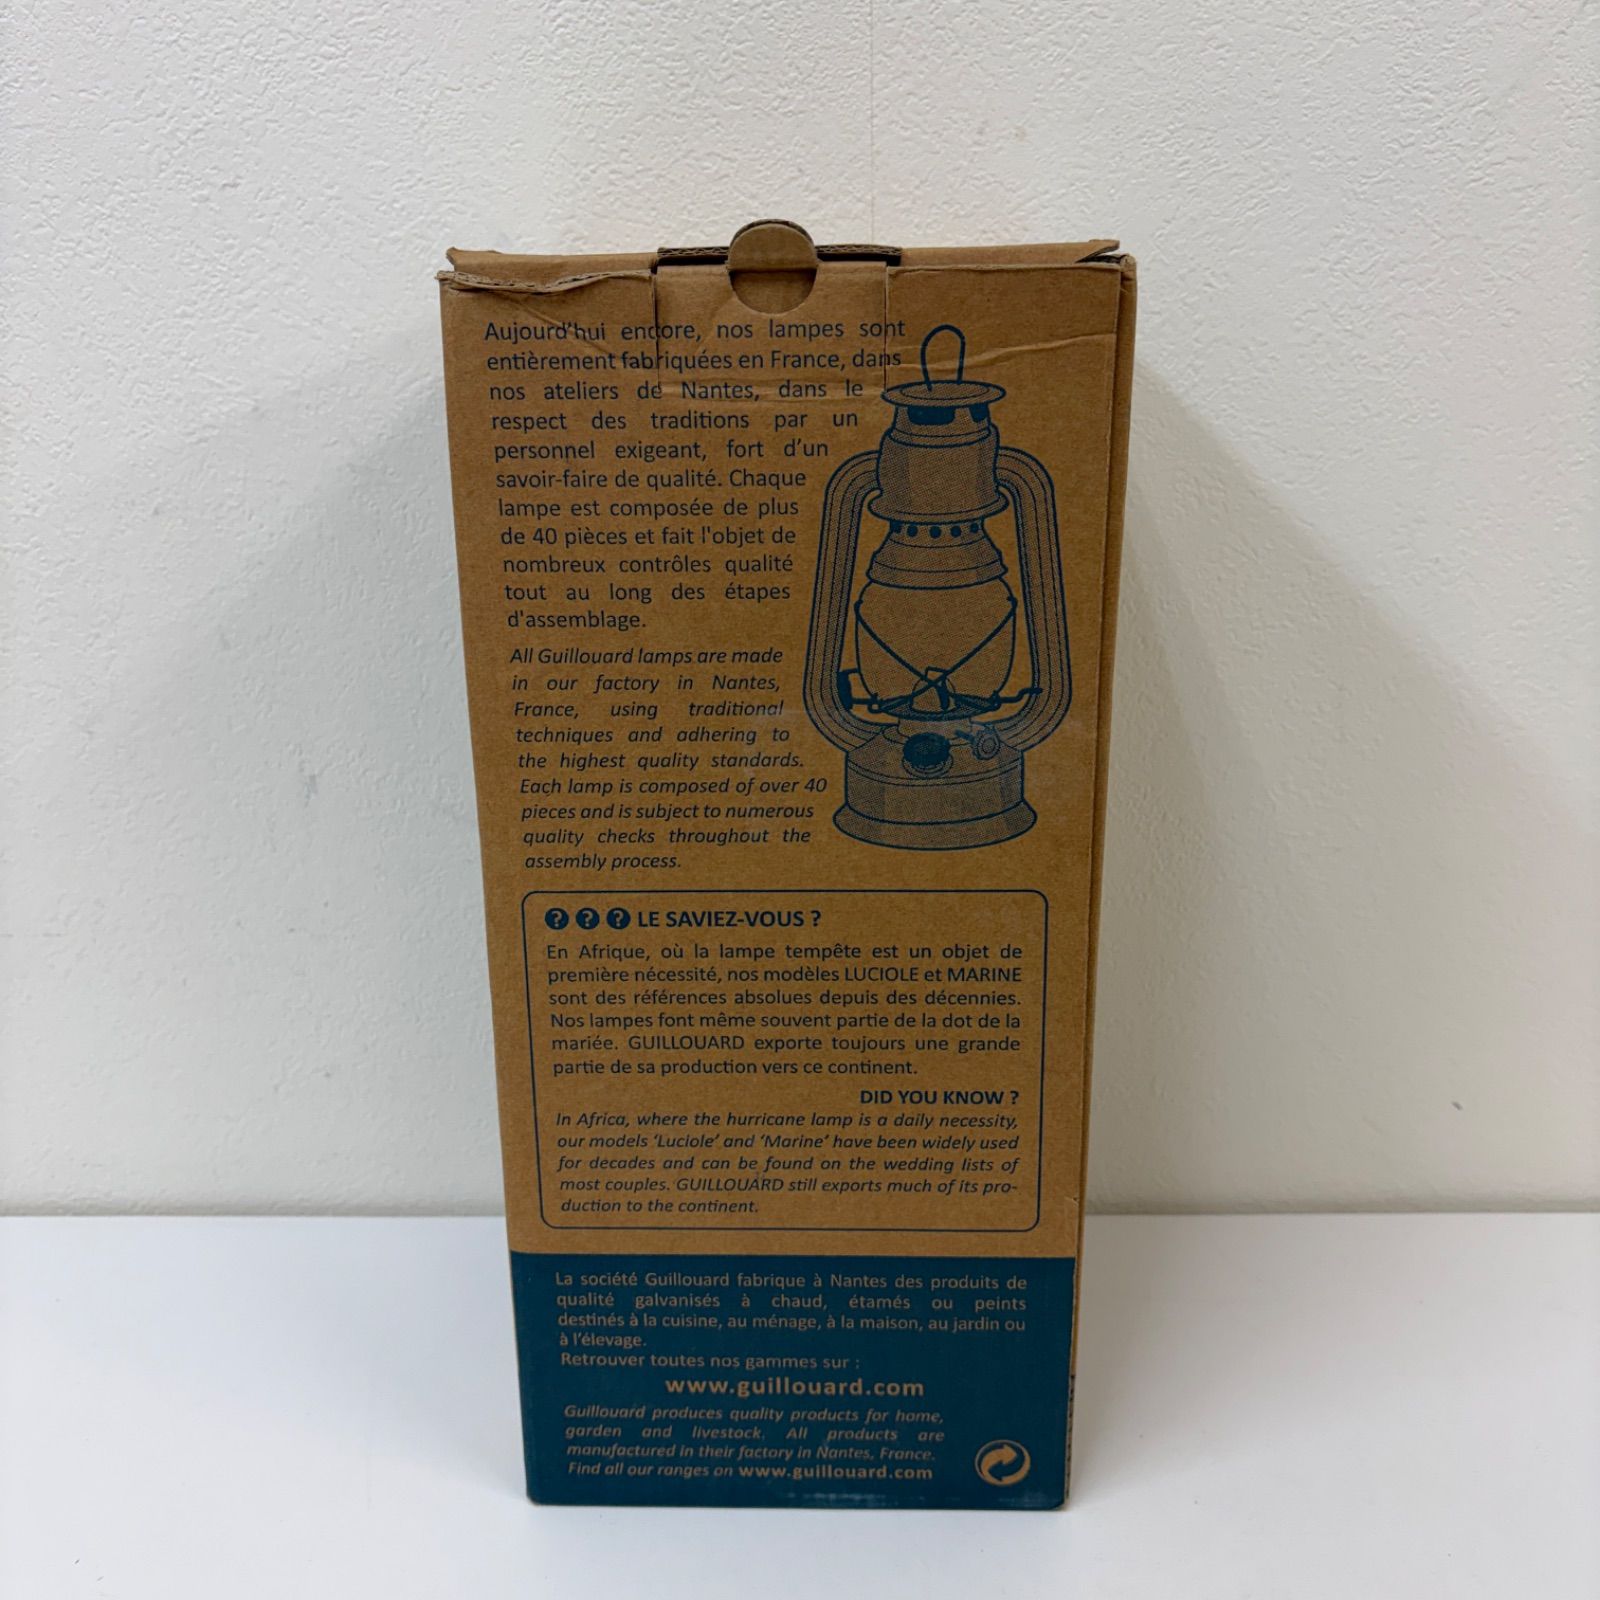 Aujourd'hui encore, nos lampes sont
entièrement fabriquées en France, dans
nos ateliers de Nantes, dans le
respect des traditions par un
personnel exigeant, fort d'un
savoir-faire de qualité. Chaque
lampe est composée de plus
de 40 pièces et fait l'objet de
nombreux contrôles qualité
tout au long des étapes
d'assemblage.
All Guillouard lamps are made
in our factory in Nantes,
France, using traditional
techniques and adhering to
the highest quality standards.
Each lamp is composed of over 40
pieces and is subject to numerous
quality checks throughout the
assembly process.
? ? ? LE SAVIEZ-VOUS ?
En Afrique, où la lampe tempête est un objet de
première nécessité, nos modèles LUCIOLE et MARINE
sont des références absolues depuis des décennies.
Nos lampes font même souvent partie de la dot de la
mariée. GUILLOUARD exporte toujours une grande
partie de sa production vers ce continent.
DID YOU KNOW ?
In Africa, where the hurricane lamp is a daily necessity,
our models 'Luciole' and 'Marine' have been widely used
for decades and can be found on the wedding lists of
most couples. GUILLOUARD still exports much of its pro-
duction to the continent.
La société Guillouard fabrique à Nantes des produits de
qualité galvanisés à chaud, étamés ou peints
destinés à la cuisine, au ménage, à la maison, au jardin ou
à l'élevage.
Retrouver toutes nos gammes sur :
www.guillouard.com
Guillouard produces quality products for home,
garden and livestock. All products are
manufactured in their factory in Nantes, France.
Find all our ranges on www.guillouard.com